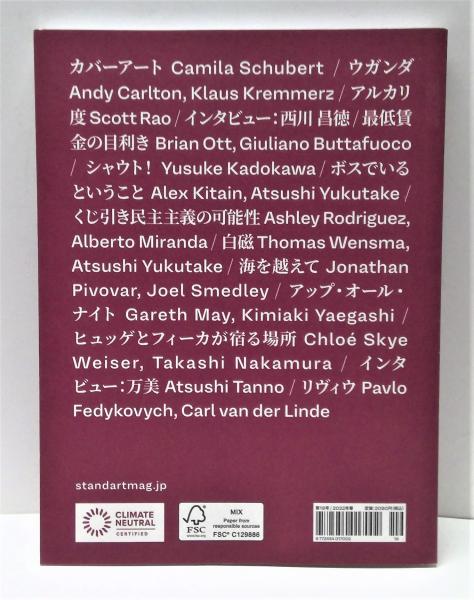 カバーアート Camila Schubert / ウガンダ
Andy Carlton, Klaus Kremmerz / アルカリ
度 Scott Rao / インタビュー：西川 昌徳 / 最低賃
金の目利き Brian Ott, Giuliano Buttafuoco
/ シャウト！ Yusuke Kadokawa / ボスでいる
ということ Alex Kitain, Atsushi Yukutake /
くじ引き民主主義の可能性 Ashley Rodriguez,
Alberto Miranda / 白磁 Thomas Wensma,
Atsushi Yukutake / 海を越えて Jonathan
Pivovar, Joel Smedley / アップ・オール・
ナイト Gareth May, Kimiaki Yaegashi /
ヒュッゲとフィーカが宿る場所 Chloé Skye
Weiser, Takashi Nakamura / インタ
ビュー：万美 Atsushi Tanno / リヴィウ Pavlo
Fedykovych, Carl van der Linde
standartmag.jp
CLIMATE
NEUTRAL
CERTIFIED
FSC
www.fsc.org
MIX
Paper from
responsible sources
FSC® C129886